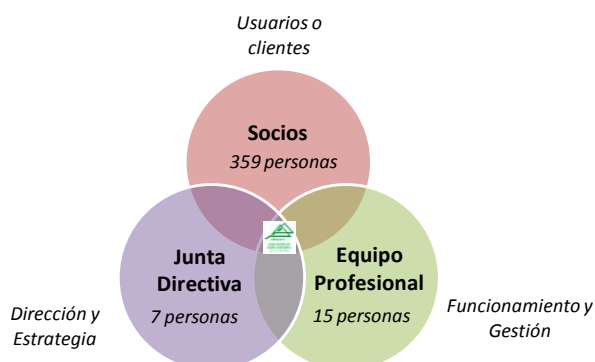 Usuarios o
clientes
Socios
359 personas
Junta
Directiva
7 personas
Equipo
Profesional
15 personas
Dirección y
Estrategia
Funcionamiento y
Gestión